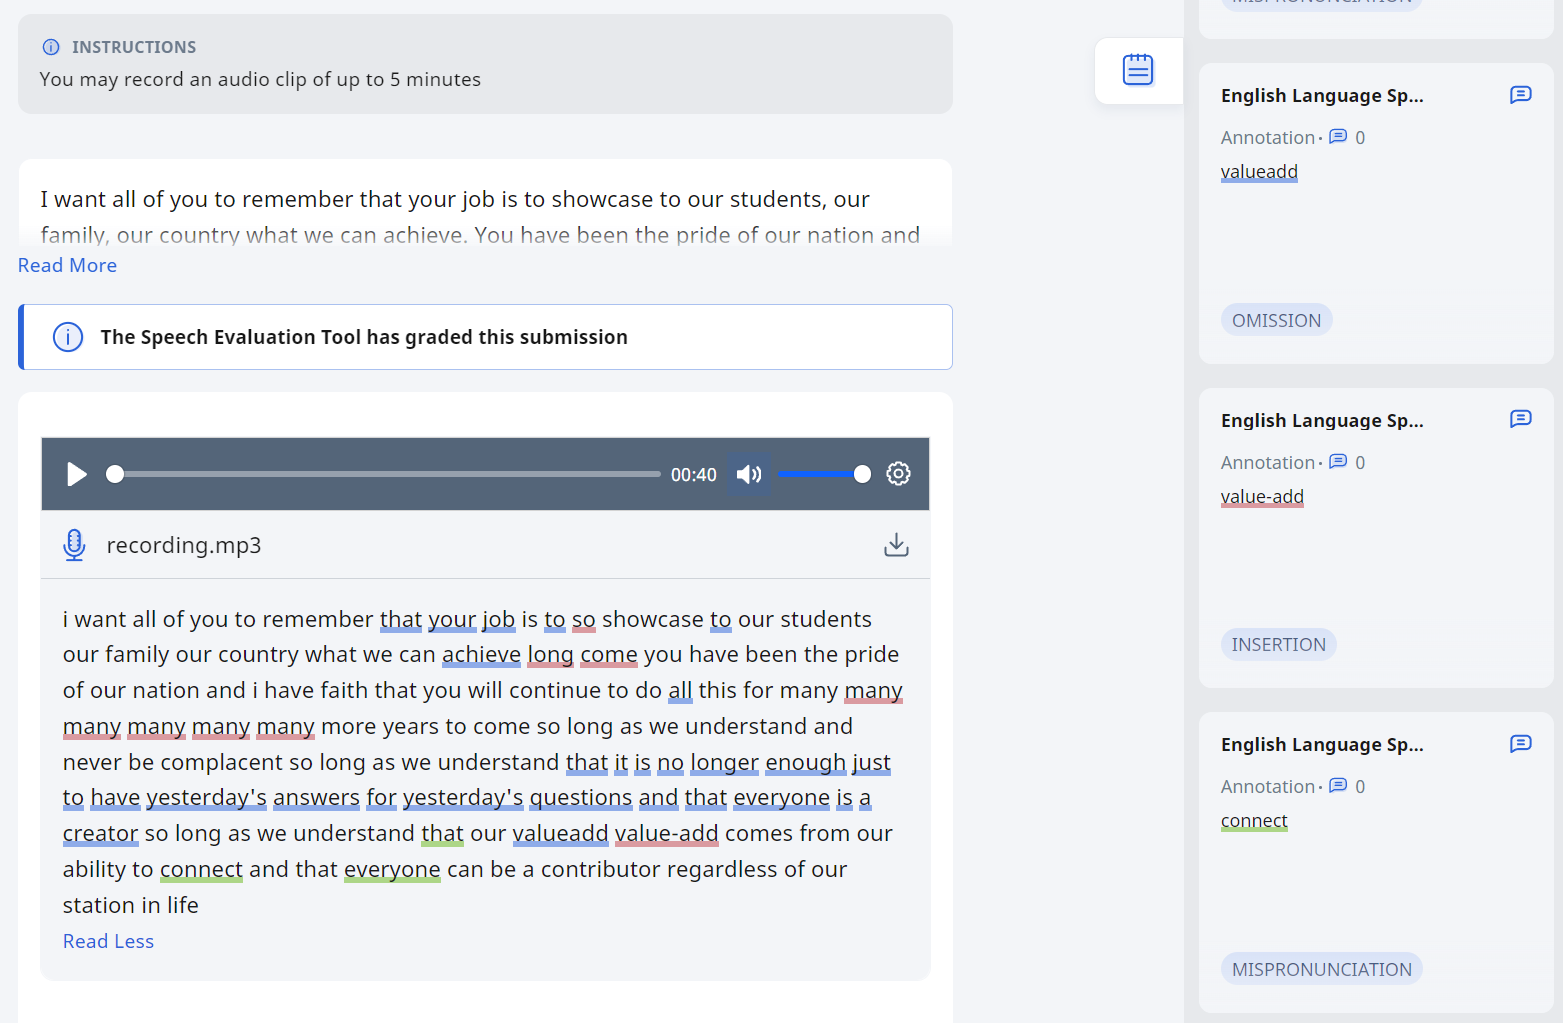 INSTRUCTIONS
You may record an audio clip of up to 5 minutes
I want all of you to remember that your job is to showcase to our students, our
family, our country what we can achieve. You have been the pride of our nation and
Read More
The Speech Evaluation Tool has graded this submission
00:40
recording.mp3
i want all of you to remember that your job is to so showcase to our students
our family our country what we can achieve long come you have been the pride
of our nation and i have faith that you will continue to do all this for many many
many many many many more years to come so long as we understand and
never be complacent so long as we understand that it is no longer enough just
to have yesterday's answers for yesterday's questions and that everyone is a
creator so long as we understand that our valueadd value-add comes from our
ability to connect and that everyone can be a contributor regardless of our
station in life
Read Less
MISPRONUNCIATION
English Language Sp...
Annotation · 0
valueadd
OMISSION
English Language Sp...
Annotation · 0
value-add
INSERTION
English Language Sp...
Annotation · 0
connect
MISPRONUNCIATION